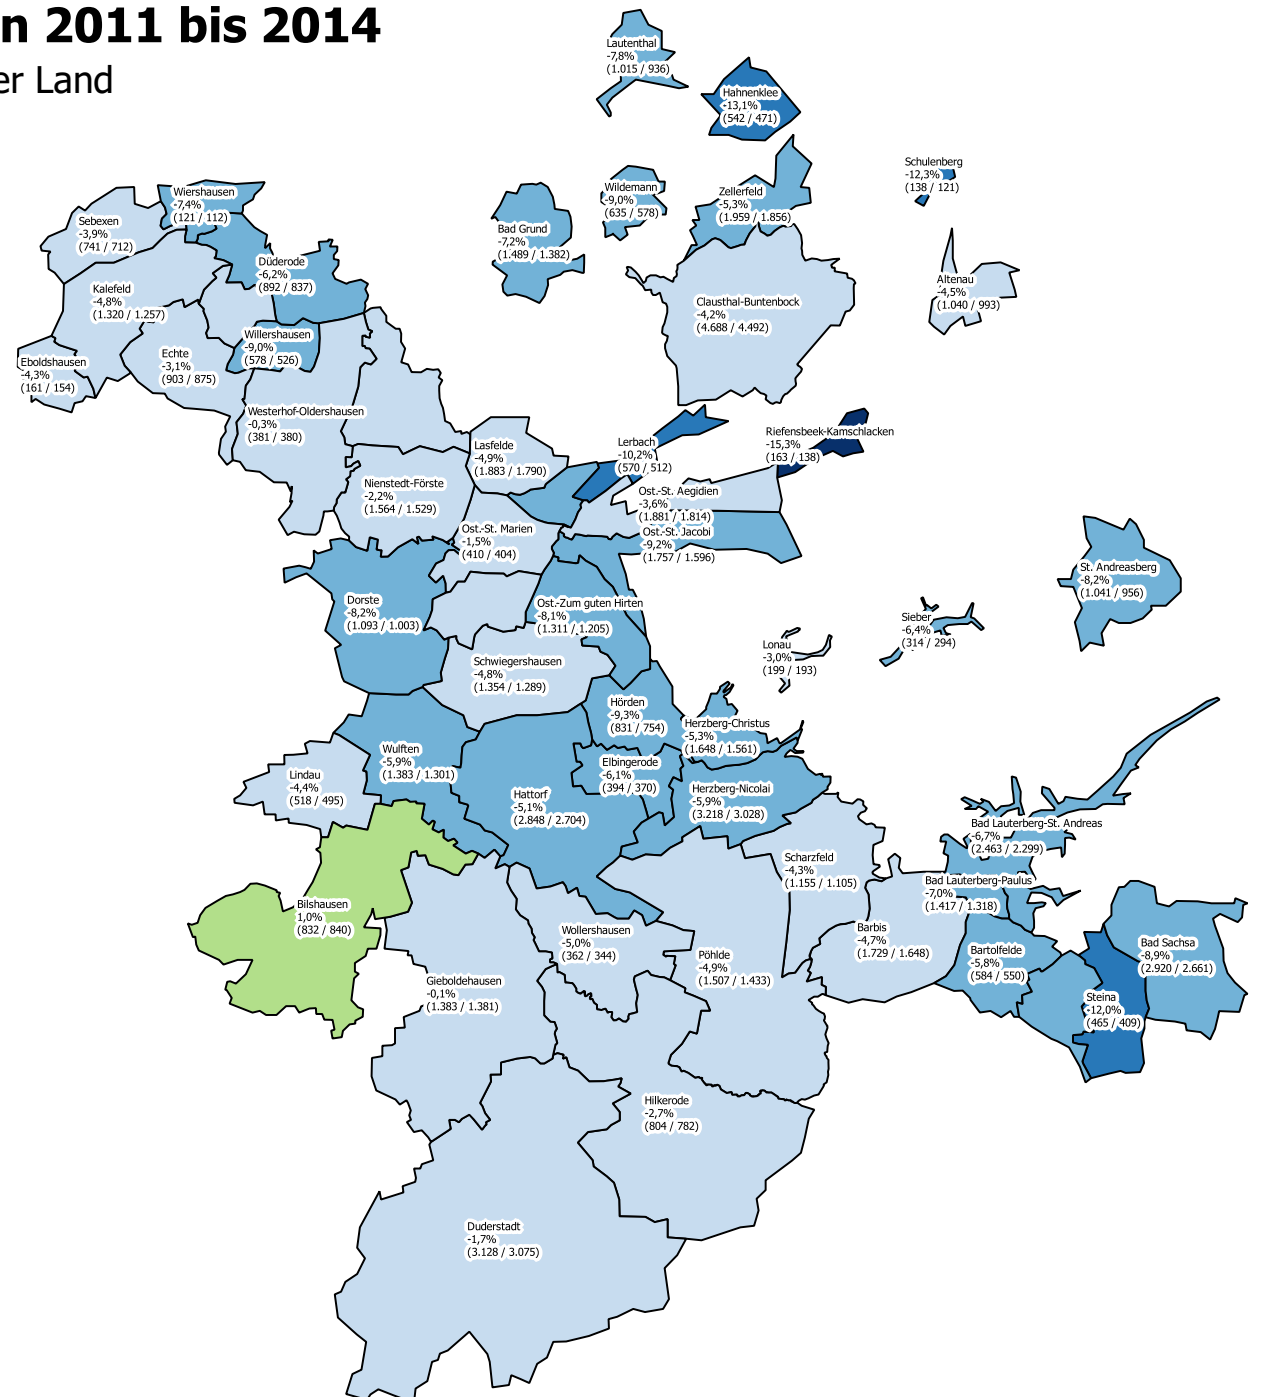 n 2011 bis 2014
er Land
Lautenthal
-7,8%
(1.015 / 936)
Hahnenklee
-13,1%
(542 / 471)
Schulenberg
-12,3%
(138 / 121)
Wiershausen
-7,4%
(121 / 112)
Wildemann
-9,0%
(635 / 578)
Zellerfeld
-5,3%
(1.959 / 1.856)
Sebexen
-3,9%
(741 / 712)
Bad Grund
-7,2%
(1.489 / 1.382)
Düderode
-6,2%
(892 / 837)
Altenau
-4,5%
(1.040 / 993)
Kalefeld
-4,8%
(1.320 / 1.257)
Clausthal-Buntenbock
-4,2%
(4.688 / 4.492)
Willershausen
-9,0%
(578 / 526)
Echte
-3,1%
(903 / 875)
Eboldshausen
-4,3%
(161 / 154)
Westerhof-Oldershausen
-0,3%
(381 / 380)
Riefensbeek-Kamschlacken
-15,3%
(163 / 138)
Lerbach
-10,2%
(570 / 512)
Lasfelde
-4,9%
(1.883 / 1.790)
Nienstedt-Förste
-2,2%
(1.564 / 1.529)
Ost.-St. Aegidien
-3,6%
(1.881 / 1.814)
Ost.-St. Marien
-1,5%
(410 / 404)
Ost.-St. Jacobi
-9,2%
(1.757 / 1.596)
St. Andreasberg
-8,2%
(1.041 / 956)
Dorste
-8,2%
(1.093 / 1.003)
Ost.-Zum guten Hirten
-8,1%
(1.311 / 1.205)
Sieber
-6,4%
(314 / 294)
Lonau
-3,0%
(199 / 193)
Schwiegershausen
-4,8%
(1.354 / 1.289)
Hörden
-9,3%
(831 / 754)
Herzberg-Christus
-5,3%
(1.648 / 1.561)
Wulften
-5,9%
(1.383 / 1.301)
Elbingerode
-6,1%
(394 / 370)
Lindau
-4,4%
(518 / 495)
Hattorf
-5,1%
(2.848 / 2.704)
Herzberg-Nicolai
-5,9%
(3.218 / 3.028)
Bad Lauterberg-St. Andreas
-6,7%
(2.463 / 2.299)
Scharzfeld
-4,3%
(1.155 / 1.105)
Bad Lauterberg-Paulus
-7,0%
(1.417 / 1.318)
Bilshausen
1,0%
(832 / 840)
Wollershausen
-5,0%
(362 / 344)
Barbis
-4,7%
(1.729 / 1.648)
Bad Sachsa
-8,9%
(2.920 / 2.661)
Bartolfelde
-5,8%
(584 / 550)
Pöhlde
-4,9%
(1.507 / 1.433)
Gieboldehausen
-0,1%
(1.383 / 1.381)
Steina
-12,0%
(465 / 409)
Hilkerode
-2,7%
(804 / 782)
Duderstadt
-1,7%
(3.128 / 3.075)